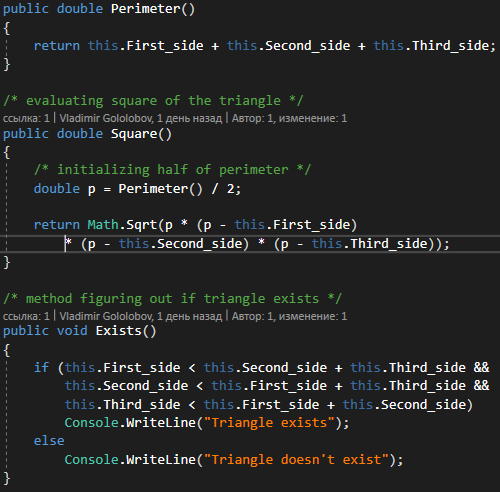 public double Perimeter()
{
    return this.First_side + this.Second_side + this.Third_side;
}
/* evaluating square of the triangle */
ссылка: 1 | Vladimir Gololobov, 1 день назад | Автор: 1, изменение: 1
public double Square()
{
    /* initializing half of perimeter */
    double p = Perimeter() / 2;
    return Math.Sqrt(p * (p - this.First_side)
        * (p - this.Second_side) * (p - this.Third_side));
}
/* method figuring out if triangle exists */
ссылка: 1 | Vladimir Gololobov, 1 день назад | Автор: 1, изменение: 1
public void Exists()
{
    if (this.First_side < this.Second_side + this.Third_side &&
        this.Second_side < this.First_side + this.Third_side &&
        this.Third_side < this.First_side + this.Second_side)
        Console.WriteLine("Triangle exists");
    else
        Console.WriteLine("Triangle doesn't exist");
}